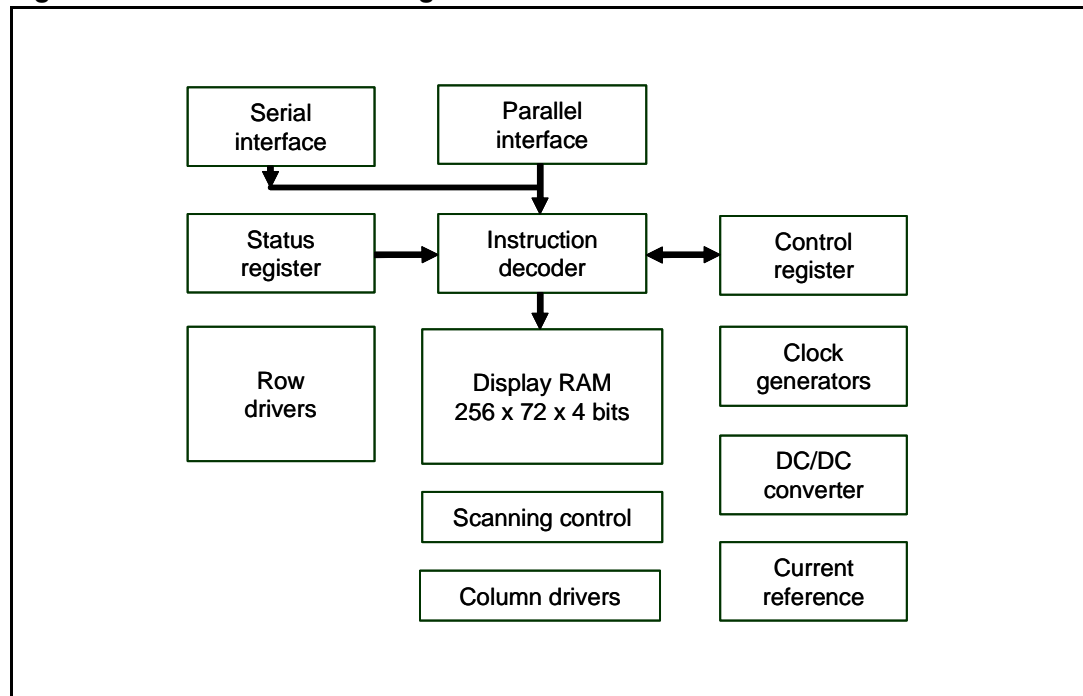 Serial
interface
Parallel
interface
Status
register
Instruction
decoder
Control
register
Row
drivers
Display RAM
256 x 72 x 4 bits
Clock
generators
DC/DC
converter
Scanning control
Current
reference
Column drivers